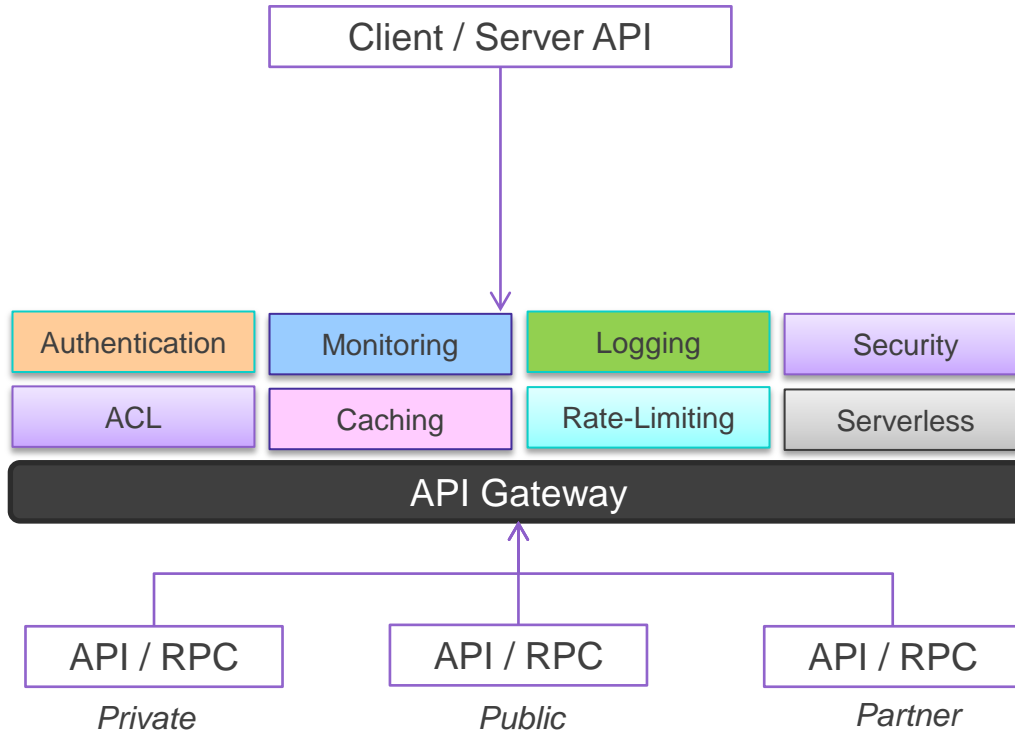 Client / Server API
Authentication
Monitoring
Logging
Security
ACL
Caching
Rate-Limiting
Serverless
API Gateway
API / RPC
API / RPC
API / RPC
Private
Public
Partner